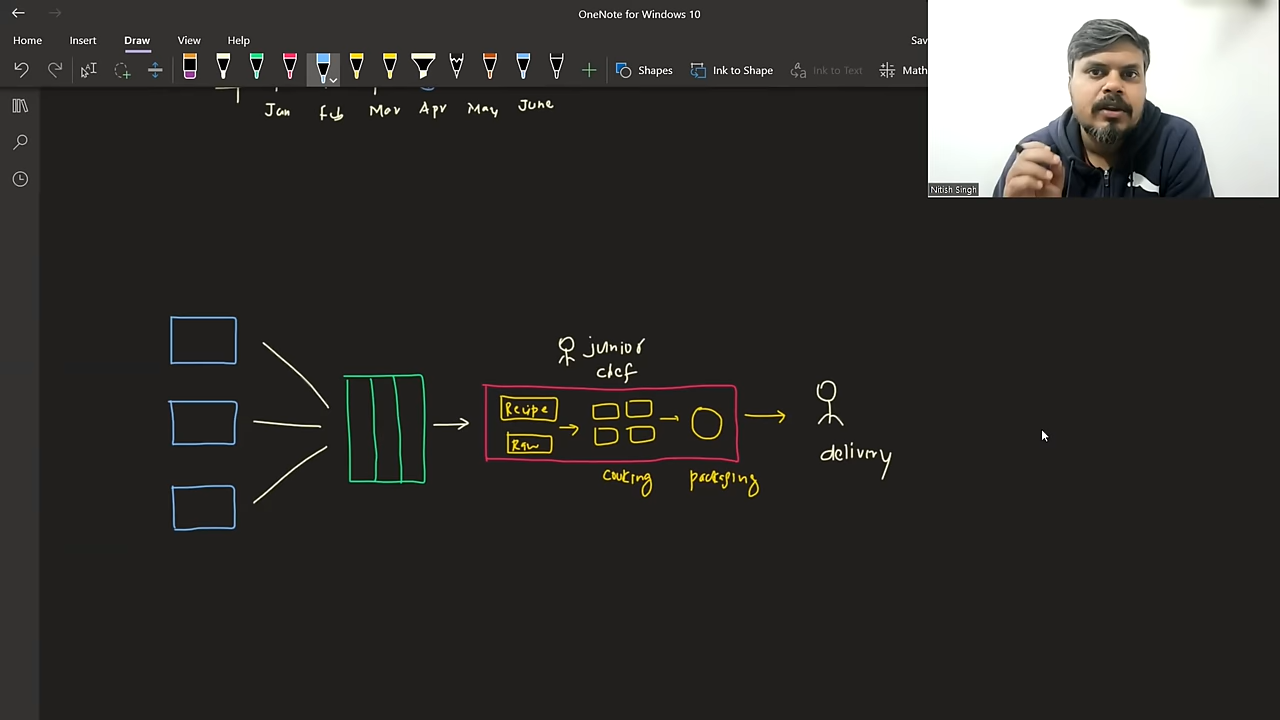 OneNote for Windows 10
Home Insert Draw View Help Sav
Shapes Ink to Shape Ink to Text Math
Jan Feb Mar Apr May June
Nitish Singh
junior
chef
Recipe
Raw
cooking packaging
delivery